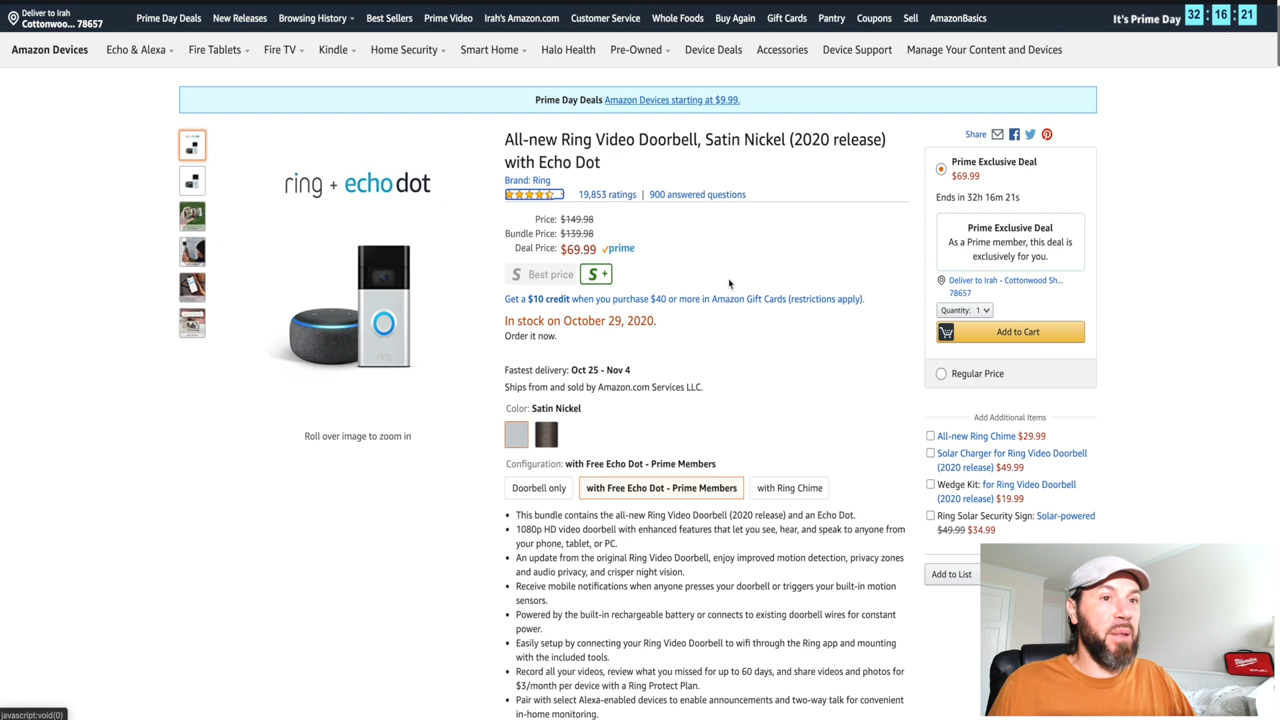 Deliver to Irah
Cottonwoo... 78657
Prime Day Deals New Releases Browsing History Best Sellers Prime Video Irah's Amazon.com Customer Service Whole Foods Buy Again Gift Cards Pantry Coupons Sell AmazonBasics
It's Prime Day 32 : 16 : 21
Amazon Devices Echo & Alexa Fire Tablets Fire TV Kindle Home Security Smart Home Halo Health Pre-Owned Device Deals Accessories Device Support Manage Your Content and Devices
Prime Day Deals Amazon Devices starting at $9.99.
ring + echo dot
ring
Roll over image to zoom in
All-new Ring Video Doorbell, Satin Nickel (2020 release)
with Echo Dot
Brand: Ring
19,853 ratings | 900 answered questions
Price: $149.98
Bundle Price: $139.98
Deal Price: $69.99 prime
S Best price S +
Get a $10 credit when you purchase $40 or more in Amazon Gift Cards (restrictions apply).
In stock on October 29, 2020.
Order it now.
Fastest delivery: Oct 25 - Nov 4
Ships from and sold by Amazon.com Services LLC.
Color: Satin Nickel
Configuration: with Free Echo Dot - Prime Members
Doorbell only with Free Echo Dot - Prime Members with Ring Chime
• This bundle contains the all-new Ring Video Doorbell (2020 release) and an Echo Dot.
• 1080p HD video doorbell with enhanced features that let you see, hear, and speak to anyone from
your phone, tablet, or PC.
• An update from the original Ring Video Doorbell, enjoy improved motion detection, privacy zones
and audio privacy, and crisper night vision.
• Receive mobile notifications when anyone presses your doorbell or triggers your built-in motion
sensors.
• Powered by the built-in rechargeable battery or connects to existing doorbell wires for constant
power.
• Easily setup by connecting your Ring Video Doorbell to wifi through the Ring app and mounting
with the included tools.
• Record all your videos, review what you missed for up to 60 days, and share videos and photos for
$3/month per device with a Ring Protect Plan.
• Pair with select Alexa-enabled devices to enable announcements and two-way talk for convenient
in-home monitoring.
Share
Prime Exclusive Deal
$69.99
Ends in 32h 16m 21s
Prime Exclusive Deal
As a Prime member, this deal is
exclusively for you.
Deliver to Irah - Cottonwood Sh...
78657
Quantity: 1
Add to Cart
Regular Price
Add Additional Items
All-new Ring Chime $29.99
Solar Charger for Ring Video Doorbell
(2020 release) $49.99
Wedge Kit: for Ring Video Doorbell
(2020 release) $19.99
Ring Solar Security Sign: Solar-powered
$49.99 $34.99
Add to List
Milwaukee
javascript:void(0)